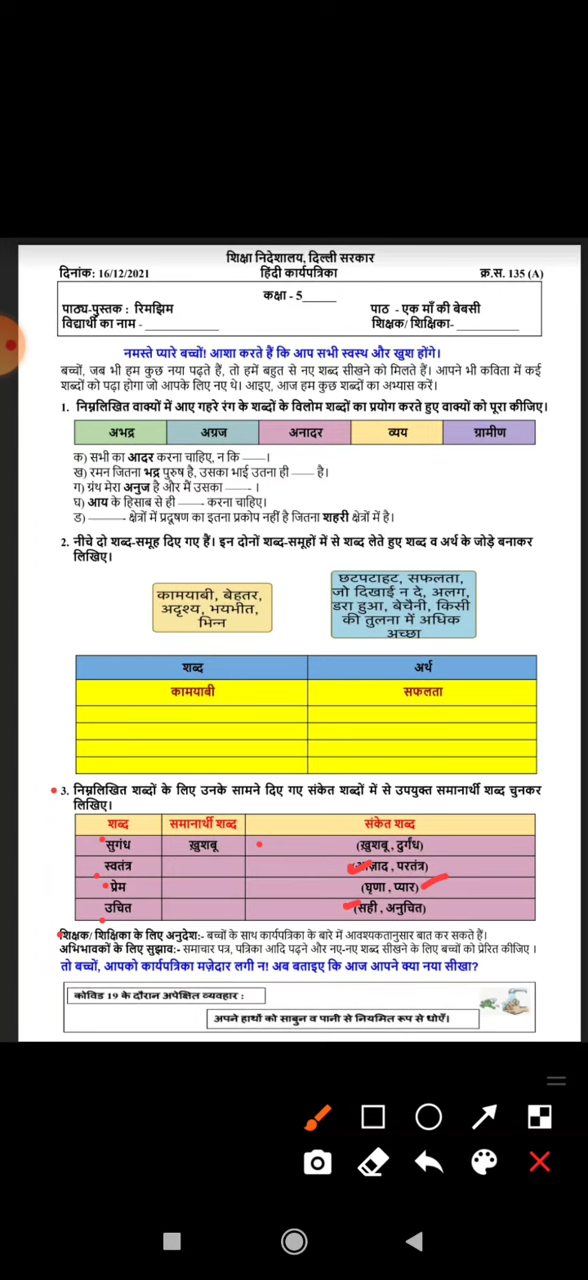 शिक्षा निदेशालय, दिल्ली सरकार
दिनांक: 16/12/2021 हिंदी कार्यपत्रिका क्र.स. 135 (A)
कक्षा - 5______
पाठ्य-पुस्तक : रिमझिम पाठ - एक माँ की बेबसी
विद्यार्थी का नाम - ____________ शिक्षक/ शिक्षिका- __________
नमस्ते प्यारे बच्चों! आशा करते हैं कि आप सभी स्वस्थ और खुश होंगे।
बच्चों, जब भी हम कुछ नया पढ़ते हैं, तो हमें बहुत से नए शब्द सीखने को मिलते हैं। आपने भी कविता में कई
शब्दों को पढ़ा होगा जो आपके लिए नए थे। आइए, आज हम कुछ शब्दों का अभ्यास करें।
1. निम्नलिखित वाक्यों में आए गहरे रंग के शब्दों के विलोम शब्दों का प्रयोग करते हुए वाक्यों को पूरा कीजिए।
अभद्र अग्रज अनादर व्यय ग्रामीण
क) सभी का आदर करना चाहिए, न कि ——।
ख) रमन जितना भद्र पुरुष है, उसका भाई उतना ही —— है।
ग) ग्रंथ मेरा अनुज है और मैं उसका —— ।
घ) आय के हिसाब से ही —— करना चाहिए।
ड) ——— क्षेत्रों में प्रदूषण का इतना प्रकोप नहीं है जितना शहरी क्षेत्रों में है।
2. नीचे दो शब्द-समूह दिए गए हैं। इन दोनों शब्द-समूहों में से शब्द लेते हुए शब्द व अर्थ के जोड़े बनाकर
लिखिए।
कामयाबी, बेहतर,
अदृश्य, भयभीत,
भिन्न
छटपटाहट, सफलता,
जो दिखाई न दे, अलग,
डरा हुआ, बेचैनी, किसी
की तुलना में अधिक
अच्छा
शब्द अर्थ
कामयाबी सफलता
3. निम्नलिखित शब्दों के लिए उनके सामने दिए गए संकेत शब्दों में से उपयुक्त समानार्थी शब्द चुनकर
लिखिए।
शब्द समानार्थी शब्द संकेत शब्द
सुगंध ख़ुशबू (ख़ुशबू , दुर्गंध)
स्वतंत्र परतंत्र)
प्रेम (घृणा , प्यार)
उचित (सही , अनुचित)
शिक्षक/ शिक्षिका के लिए अनुदेश:- बच्चों के साथ कार्यपत्रिका के बारे में आवश्यकतानुसार बात कर सकते हैं।
अभिभावकों के लिए सुझाव:- समाचार पत्र, पत्रिका आदि पढ़ने और नए-नए शब्द सीखने के लिए बच्चों को प्रेरित कीजिए ।
तो बच्चों, आपको कार्यपत्रिका मज़ेदार लगी न! अब बताइए कि आज आपने क्या नया सीखा?
कोविड 19 के दौरान अपेक्षित व्यवहार :
अपने हाथों को साबुन व पानी से नियमित रूप से धोएँ।